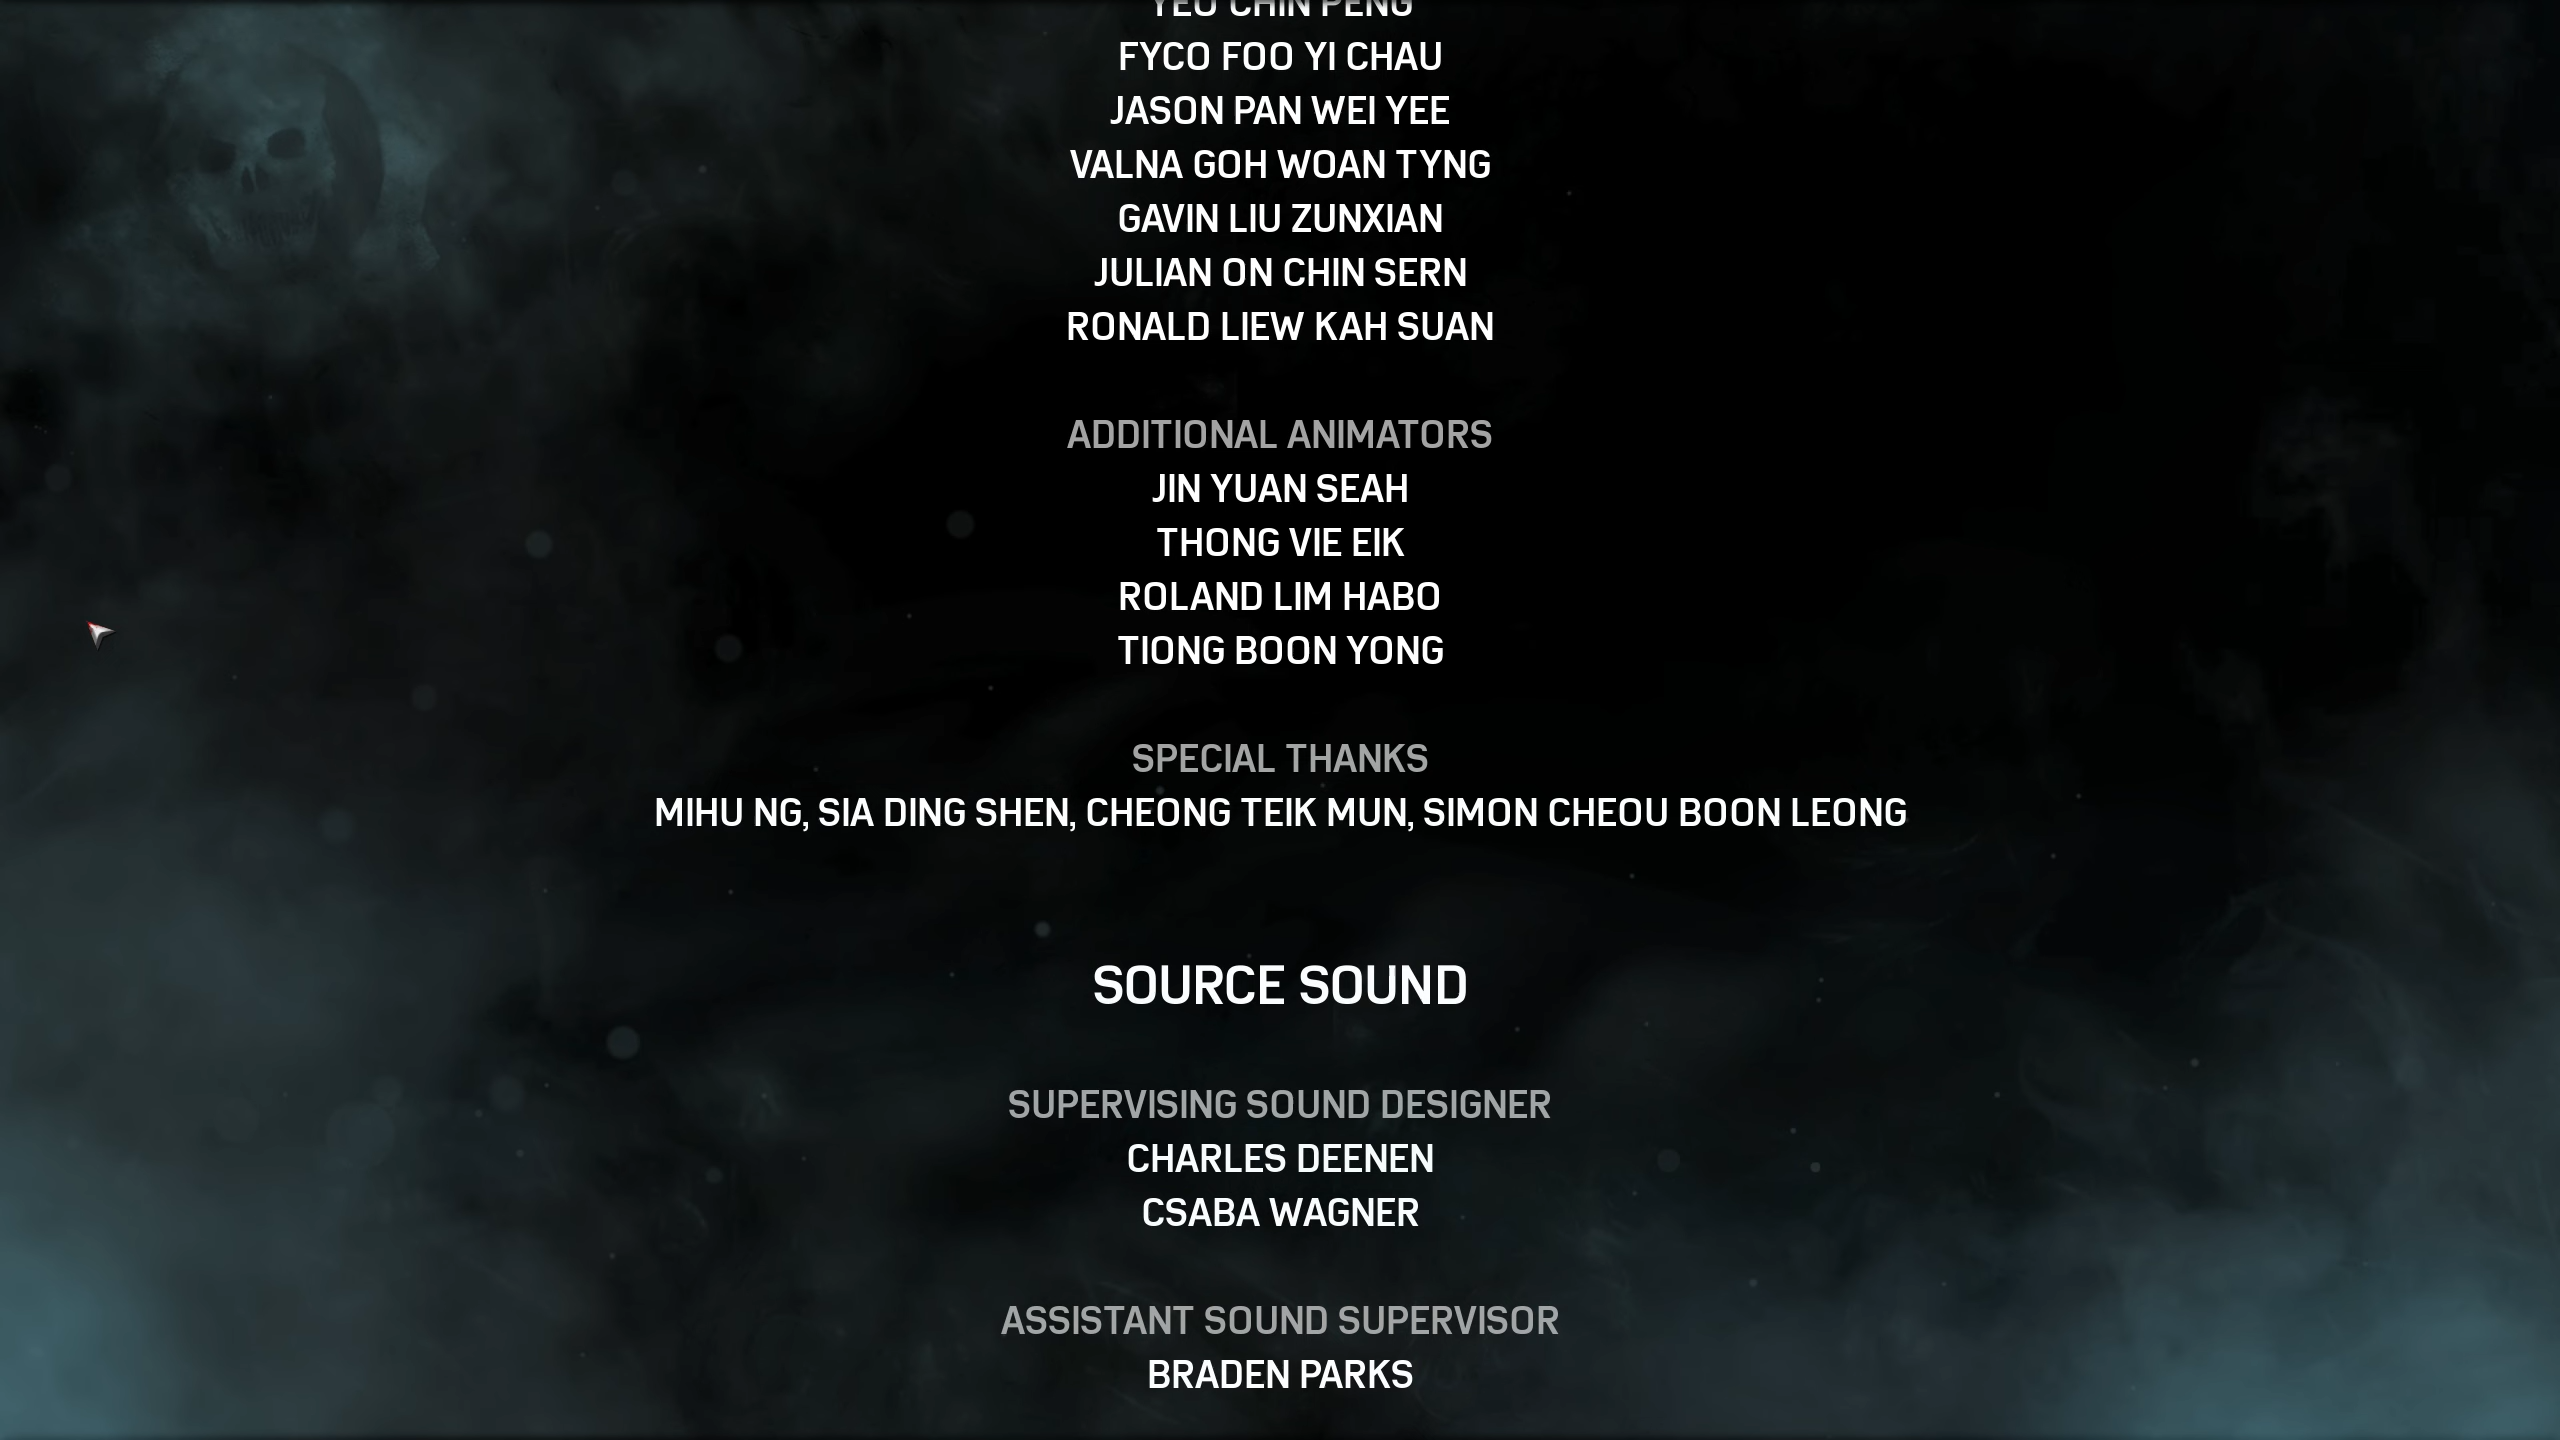 YEO CHIN PENG
FYCO FOO YI CHAU
JASON PAN WEI YEE
VALNA GOH WOAN TYNG
GAVIN LIU ZUNXIAN
JULIAN ON CHIN SERN
RONALD LIEW KAH SUAN
ADDITIONAL ANIMATORS
JIN YUAN SEAH
THONG VIE EIK
ROLAND LIM HABO
TIONG BOON YONG
SPECIAL THANKS
MIHU NG, SIA DING SHEN, CHEONG TEIK MUN, SIMON CHEOU BOON LEONG
SOURCE SOUND
SUPERVISING SOUND DESIGNER
CHARLES DEENEN
CSABA WAGNER
ASSISTANT SOUND SUPERVISOR
BRADEN PARKS